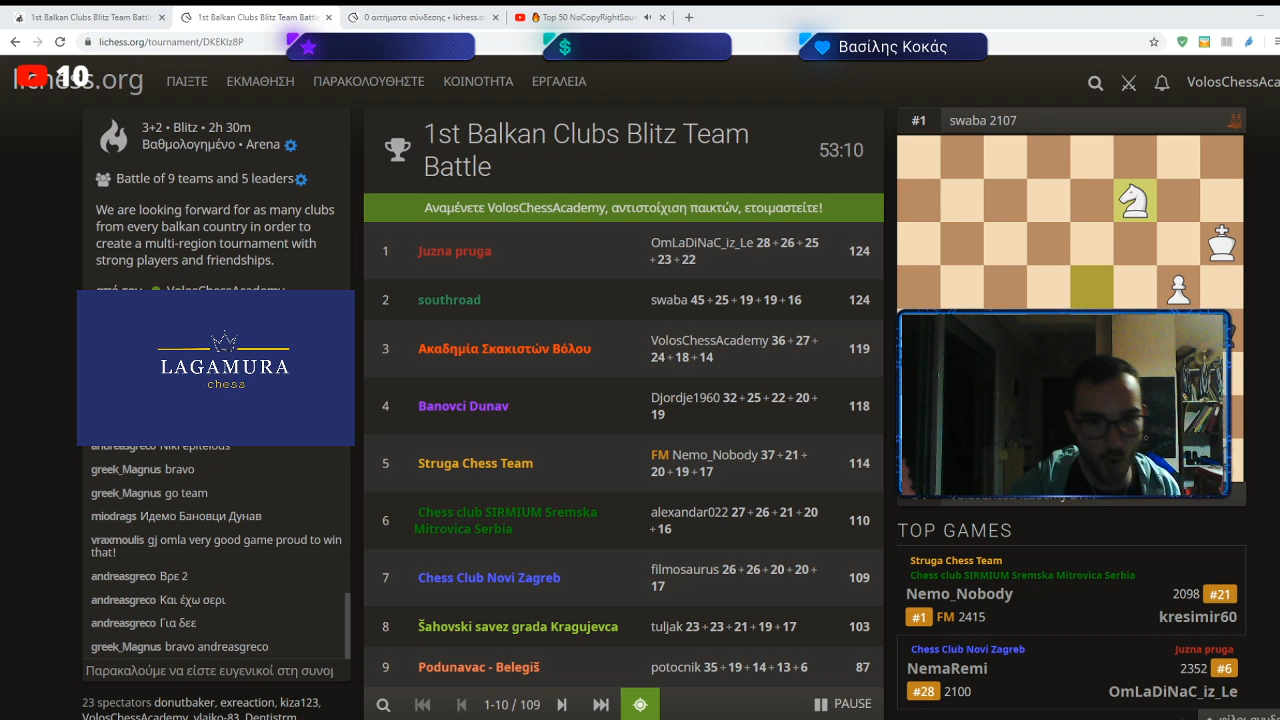 1st Balkan Clubs Blitz Team Battle
1st Balkan Clubs Blitz Team Battle
0 αιτήματα σύνδεσης • lichess.o
Top 50 NoCopyRightSoun
lichess.org/tournament/DKEKlz8P
Βασίλης Κοκάς
10
lichess.org
ΠΑΙΞΤΕ ΕΚΜΑΘΗΣΗ ΠΑΡΑΚΟΛΟΥΘΗΣΤΕ ΚΟΙΝΟΤΗΤΑ ΕΡΓΑΛΕΙΑ
VolosChessAca
3+2 • Blitz • 2h 30m
Βαθμολογημένο • Arena
Battle of 9 teams and 5 leaders
We are looking forward for as many clubs
from every balkan country in order to
create a multi-region tournament with
strong players and friendships.
από τον VolosChessAcademy
LAGAMURA
chess
andreasgreco Niki epiteious
greek_Magnus bravo
greek_Magnus go team
miodrags Идемо Бановци Дунав
vraxmoulis gj omla very good game proud to win
that!
andreasgreco Βρε 2
andreasgreco Και έχω σερι
andreasgreco Για δεε
greek_Magnus bravo andreasgreco
Παρακαλούμε να είστε ευγενικοί στη συνομ
23 spectators donutbaker, exreaction, kiza123,
VolosChessAcademy, vlajko-83, Dentistrm,
1st Balkan Clubs Blitz Team
Battle
53:10
Αναμένετε VolosChessAcademy, αντιστοίχιση παικτών, ετοιμαστείτε!
1 Juzna pruga OmLaDiNaC_iz_Le 28+26+25
+23+22 124
2 southroad swaba 45+25+19+19+16 124
3 Ακαδημία Σκακιστών Βόλου VolosChessAcademy 36+27+
24+18+14 119
4 Banovci Dunav Djordje1960 32+25+22+20+
19 118
5 Struga Chess Team FM Nemo_Nobody 37+21+
20+19+17 114
6 Chess club SIRMIUM Sremska
Mitrovica Serbia alexandar022 27+26+21+20
+16 110
7 Chess Club Novi Zagreb filmosaurus 26+26+20+20+
17 109
8 Šahovski savez grada Kragujevca tuljak 23+23+21+19+17 103
9 Podunavac - Belegiš potocnik 35+19+14+13+6 87
1-10 / 109
PAUSE
#1 swaba 2107
TOP GAMES
Struga Chess Team
Chess club SIRMIUM Sremska Mitrovica Serbia
Nemo_Nobody 2098 #21
#1 FM 2415 kresimir60
Chess Club Novi Zagreb Juzna pruga
NemaRemi 2352 #6
#28 2100 OmLaDiNaC_iz_Le